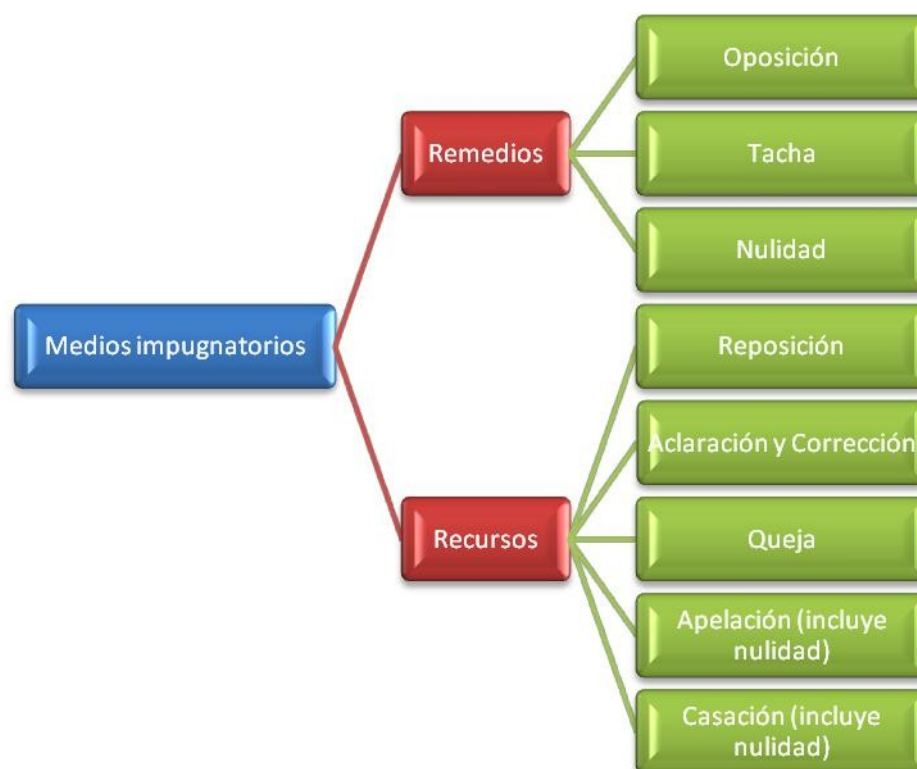 Oposición
Remedios
Tacha
Nulidad
Medios impugnatorios
Reposición
Aclaración y Corrección
Recursos
Queja
Apelación (incluye
nulidad)
Casación (incluye
nulidad)